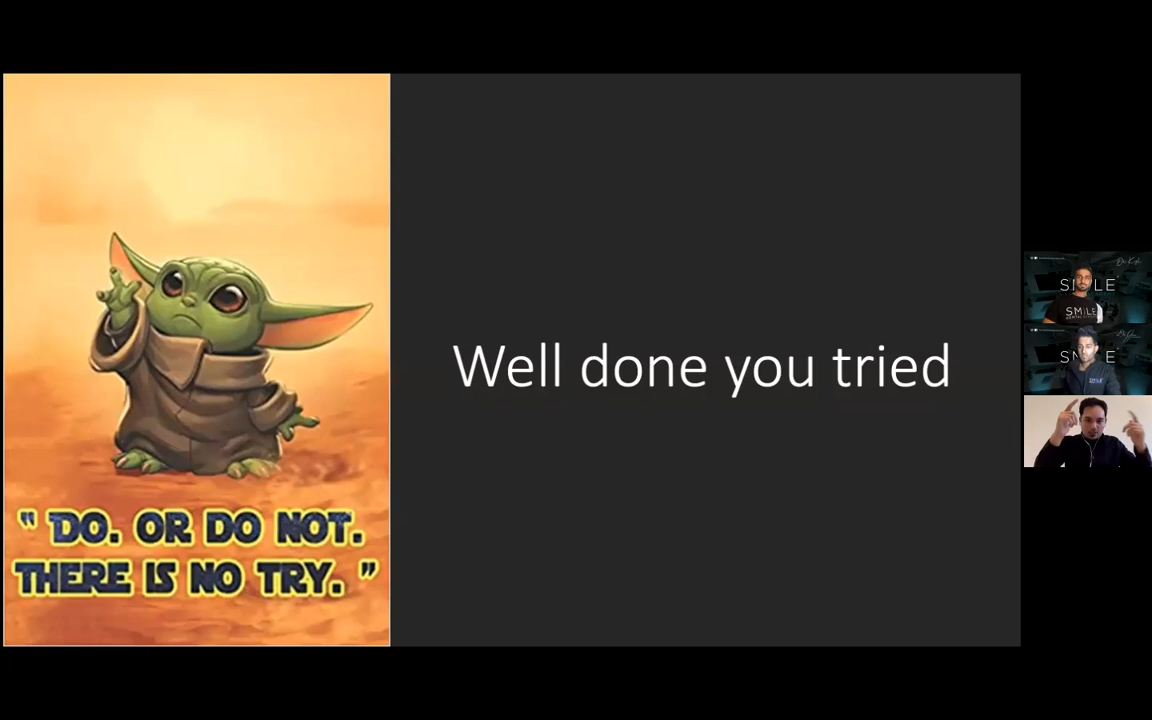 “ DO. OR DO NOT.
THERE IS NO TRY. ”
Well done you tried
SMILE
SMILE